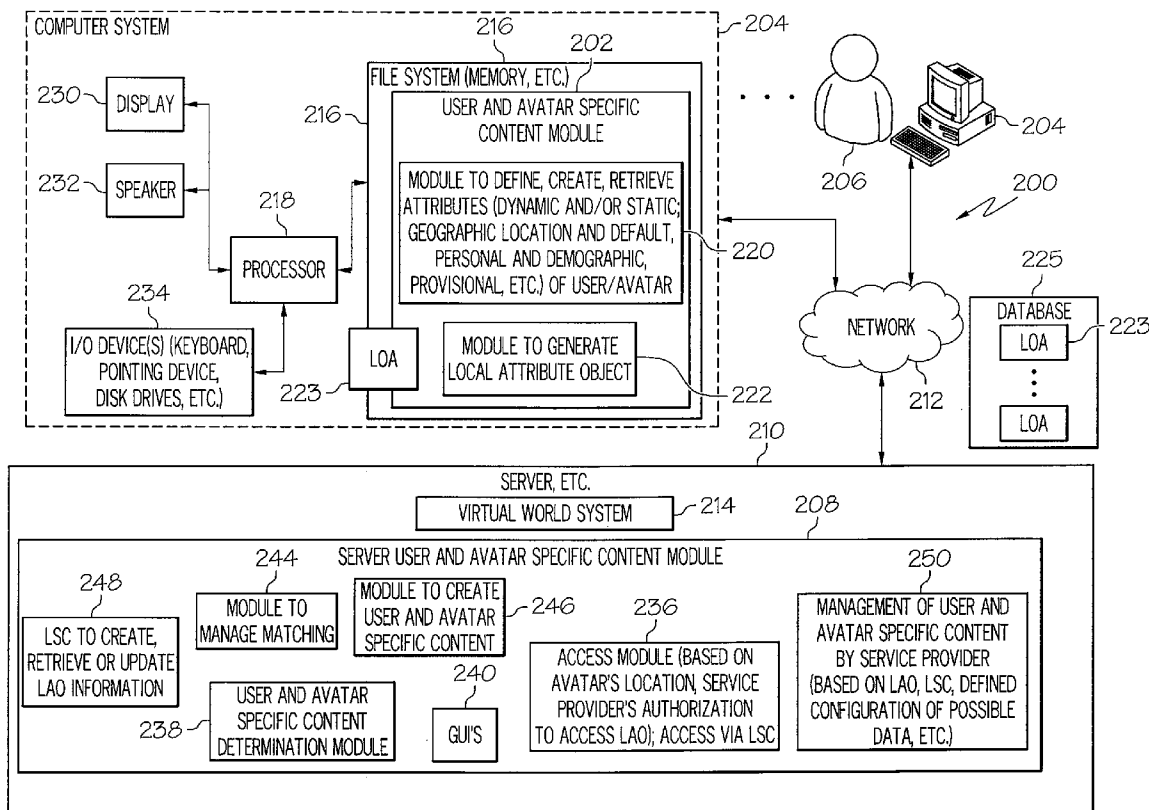 COMPUTER SYSTEM
204
216
202
FILE SYSTEM (MEMORY, ETC.)
230
DISPLAY
216
USER AND AVATAR SPECIFIC
CONTENT MODULE
206
204
232
SPEAKER
218
PROCESSOR
MODULE TO DEFINE, CREATE, RETRIEVE
ATTRIBUTES (DYNAMIC AND/OR STATIC;
GEOGRAPHIC LOCATION AND DEFAULT,
PERSONAL AND DEMOGRAPHIC,
PROVISIONAL, ETC.) OF USER/AVATAR
220
200
225
DATABASE
LOA
223
LOA
NETWORK
212
234
I/O DEVICE(S) (KEYBOARD,
POINTING DEVICE,
DISK DRIVES, ETC.)
LOA
223
MODULE TO GENERATE
LOCAL ATTRIBUTE OBJECT
222
210
SERVER, ETC.
VIRTUAL WORLD SYSTEM
214
208
SERVER USER AND AVATAR SPECIFIC CONTENT MODULE
248
LSC TO CREATE,
RETRIEVE OR UPDATE
LAO INFORMATION
244
MODULE TO
MANAGE MATCHING
MODULE TO CREATE
USER AND AVATAR
SPECIFIC CONTENT
246
238
USER AND AVATAR
SPECIFIC CONTENT
DETERMINATION MODULE
240
GUI'S
236
ACCESS MODULE (BASED ON
AVATAR'S LOCATION, SERVICE
PROVIDER'S AUTHORIZATION
TO ACCESS LAO); ACCESS VIA LSC
250
MANAGEMENT OF USER AND
AVATAR SPECIFIC CONTENT
BY SERVICE PROVIDER
(BASED ON LAO, LSC, DEFINED
CONFIGURATION OF POSSIBLE
DATA, ETC.)